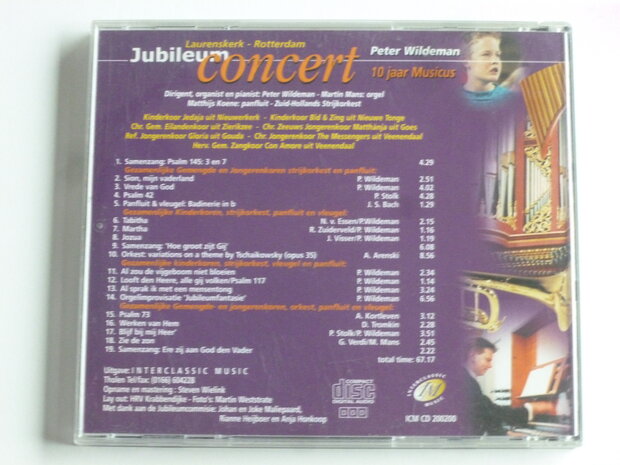 Laurenskerk - Rotterdam
Jubileum concert
Peter Wildeman
10 jaar Musicus
Dirigent, organist en pianist: Peter Wildeman - Martin Mans: orgel
Matthijs Koene: panfluit - Zuid-Hollands Strijkorkest
Kinderkoor Jedaja uit Nieuwerkerk - Kinderkoor Bid & Zing uit Nieuwe Tonge
Chr. Gem. Eilandenkoor uit Zierikzee - Chr. Zeeuws Jongerenkoor Matthanja uit Goes
Ref. Jongerenkoor Gloria uit Gouda - Chr. Jongerenkoor The Messengers uit Veenendaal
Herv. Gem. Zangkoor Con Amore uit Veenendaal
1. Samenzang: Psalm 145: 3 en 7 4.29
Gezamenlijke Gemengde en Jongerenkoren strijkorkest en panfluit:
2. Sion, mijn vaderland P. Wildeman 2.51
3. Vrede van God P. Wildeman 4.02
4. Psalm 42 P. Stolk 4.28
5. Panfluit & vleugel: Badinerie in b J. S. Bach 1.29
Gezamenlijke Kinderkoren, strijkorkest, panfluit en vleugel:
6. Tabitha N. v. Essen/P.Wildeman 2.15
7. Martha R. Zuiderveld/P. Wildeman 1.16
8. Jozua J. Visser/P. Wildeman 1.19
9. Samenzang: 'Hoe groot zijt Gij' 6.08
10. Orkest: variations on a theme by Tschaikowsky (opus 35) A. Arenski 8.56
Gezamenlijke kinderkoren, strijkorkest, vleugel en panfluit:
11. Al zou de vijgeboom niet bloeien P. Wildeman 2.34
12. Looft den Heere, alle gij volken/Psalm 117 P. Wildeman 1.14
13. Al sprak ik met een mensentong P. Wildeman 3.24
14. Orgelimprovisatie 'Jubileumfantasie' P. Wildeman 6.56
Gezamenlijke Gemengde- en jongerenkoren, orkest, panfluit en vleugel:
15. Psalm 73 A. Kortleven 3.12
16. Werken van Hem D. Tromkin 2.28
17. Blijf bij mij Heer' P. Stolk/P. Wildeman 3.51
18. Zie de zon G. Verdi/M. Mans 2.45
19. Samenzang: Ere zij aan God den Vader 2.22
total time: 67.17
Uitgave: INTERCLASSIC MUSIC
Tholen Tel/fax: (0166) 604228
Opname en mastering : Steven Wielink
Lay out: HRV Krabbendijke - Foto's: Martin Weststrate
Met dank aan de Jubileumcommisie: Johan en Joke Maliepaard,
Rianne Heijboer en Anja Honkoop
COMPACT
disc
DIGITAL AUDIO
INTERCLASSIC
MUSIC
ICM CD 200200